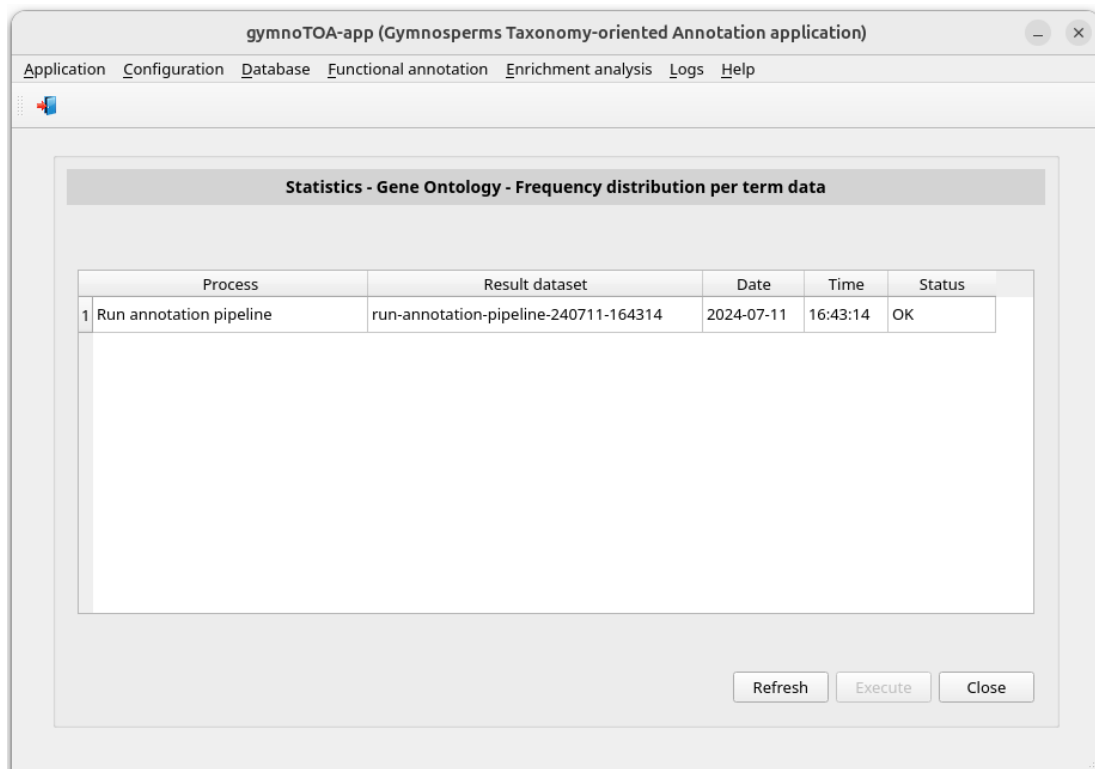 gymnoTOA-app (Gymnosperms Taxonomy-oriented Annotation application)
Application Configuration Database Functional annotation Enrichment analysis Logs Help
Statistics - Gene Ontology - Frequency distribution per term data
Process Result dataset Date Time Status
1 Run annotation pipeline run-annotation-pipeline-240711-164314 2024-07-11 16:43:14 OK
Refresh Execute Close